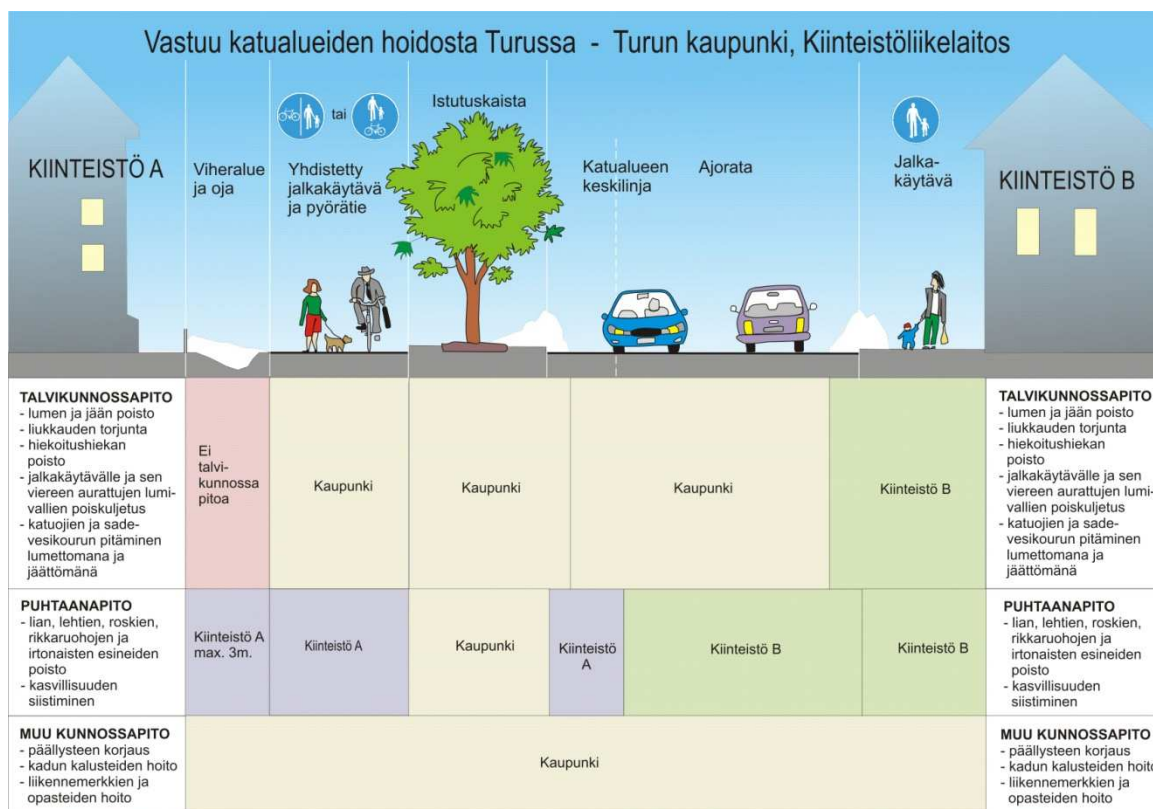 Vastuu katualueiden hoidosta Turussa - Turun kaupunki, Kiinteistöliikelaitos
KIINTEISTÖ A
Viheralue
ja oja
tai
Yhdistetty
jalkakäytävä
ja pyörätie
Istutuskaista
Katualueen
keskilinja
Ajorata
Jalka-
käytävä
KIINTEISTÖ B
TALVIKUNNOSSAPITO
- lumen ja jään poisto
- liukkauden torjunta
- hiekoitushiekan
poisto
- jalkakäytävälle ja sen
viereen aurattujen lumi-
vallien poiskuljetus
- katuojien ja sade-
vesikourun pitäminen
lumettomana ja
jäättömänä
Ei
talvi-
kunnossa
pitoa
Kaupunki
Kaupunki
Kaupunki
Kiinteistö B
TALVIKUNNOSSAPITO
- lumen ja jään poisto
- liukkauden torjunta
- hiekoitushiekan
poisto
- jalkakäytävälle ja sen
viereen aurattujen lumi-
vallien poiskuljetus
- katuojien ja sade-
vesikourun pitäminen
lumettomana ja
jäättömänä
PUHTAANAPITO
- lian, lehtien, roskien,
rikkaruohojen ja
irtonaisten esineiden
poisto
- kasvillisuuden
siistiminen
Kiinteistö A
max. 3m.
Kiinteistö A
Kaupunki
Kiinteistö
A
Kiinteistö B
Kiinteistö B
PUHTAANAPITO
- lian, lehtien, roskien,
rikkaruohojen ja
irtonaisten esineiden
poisto
- kasvillisuuden
siistiminen
MUU KUNNOSSAPITO
- päällysteen korjaus
- kadun kalusteiden hoito
- liikennemerkkien ja
opasteiden hoito
Kaupunki
MUU KUNNOSSAPITO
- päällysteen korjaus
- kadun kalusteiden hoito
- liikennemerkkien ja
opasteiden hoito